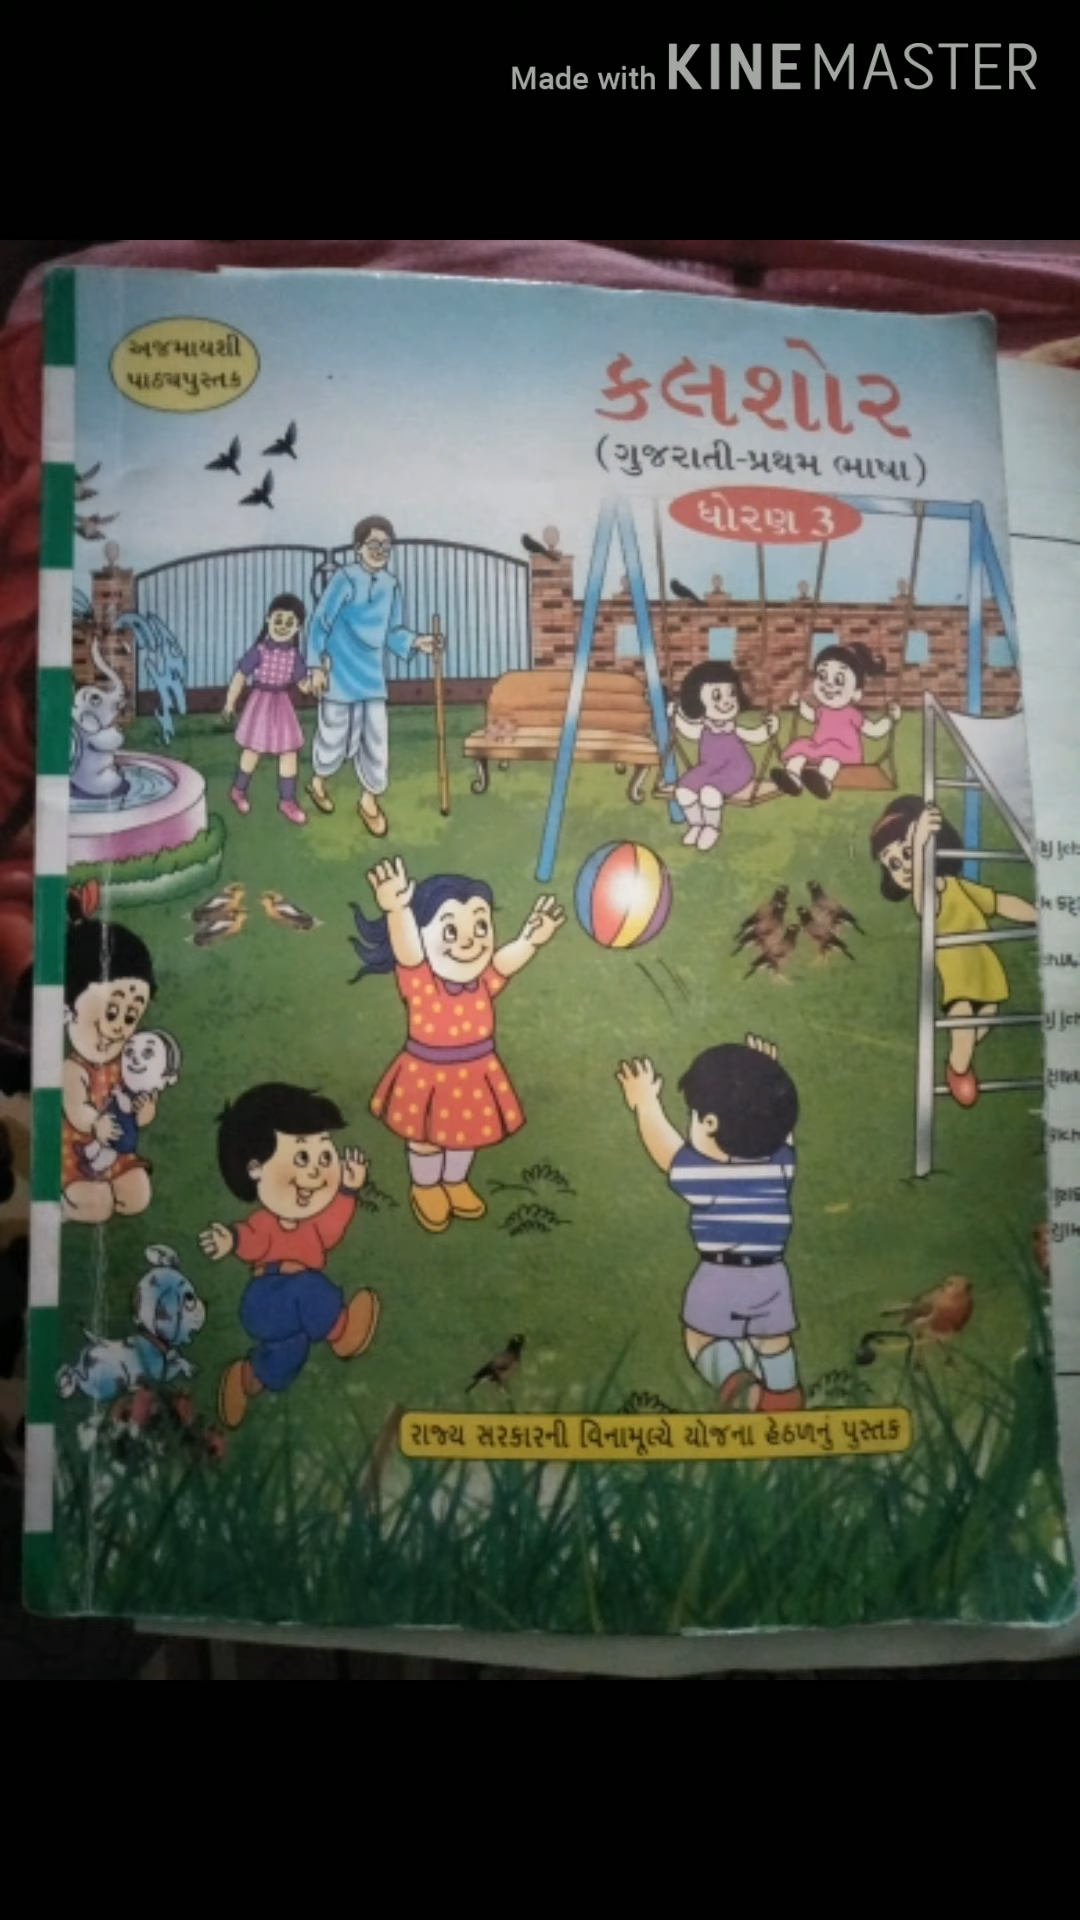 Made with KINEMASTER
અજમાયશી
પાઠ્યપુસ્તક
કલશોર
(ગુજરાતી-પ્રથમ ભાષા)
ધોરણ 3
રાજ્ય સરકારની વિનામૂલ્યે યોજના હેઠળનું પુસ્તક